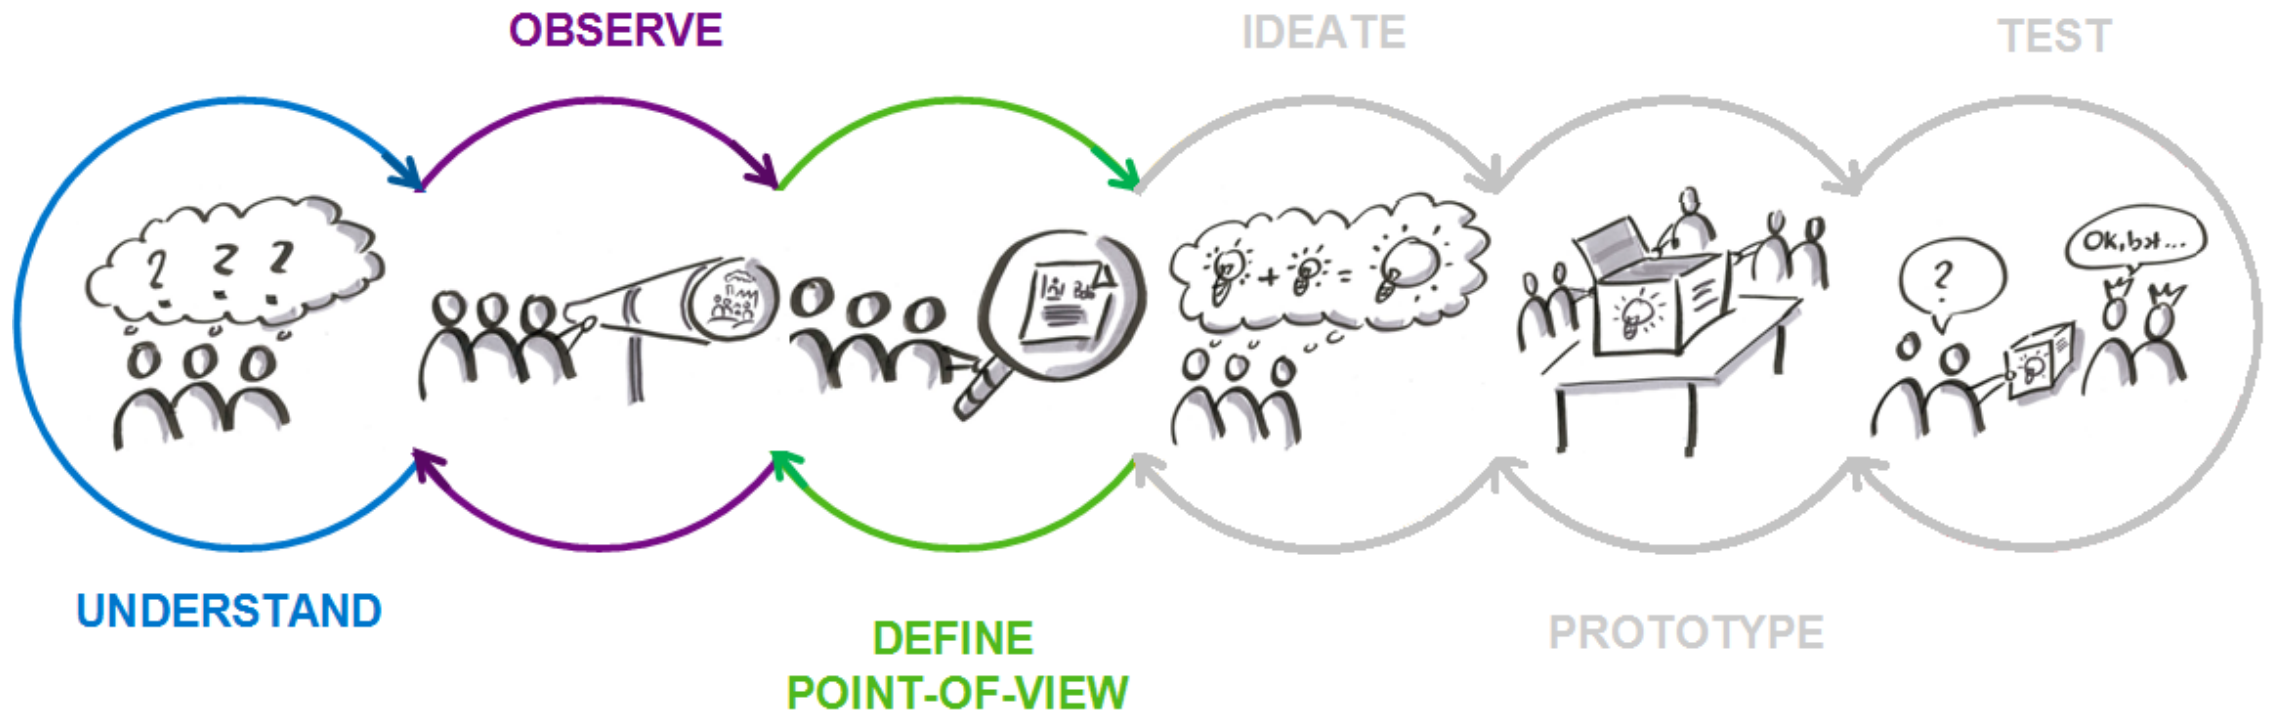 OBSERVE
IDEATE
TEST
? ? ?
+ =
?
Ok, but...
UNDERSTAND
DEFINE
POINT-OF-VIEW
PROTOTYPE